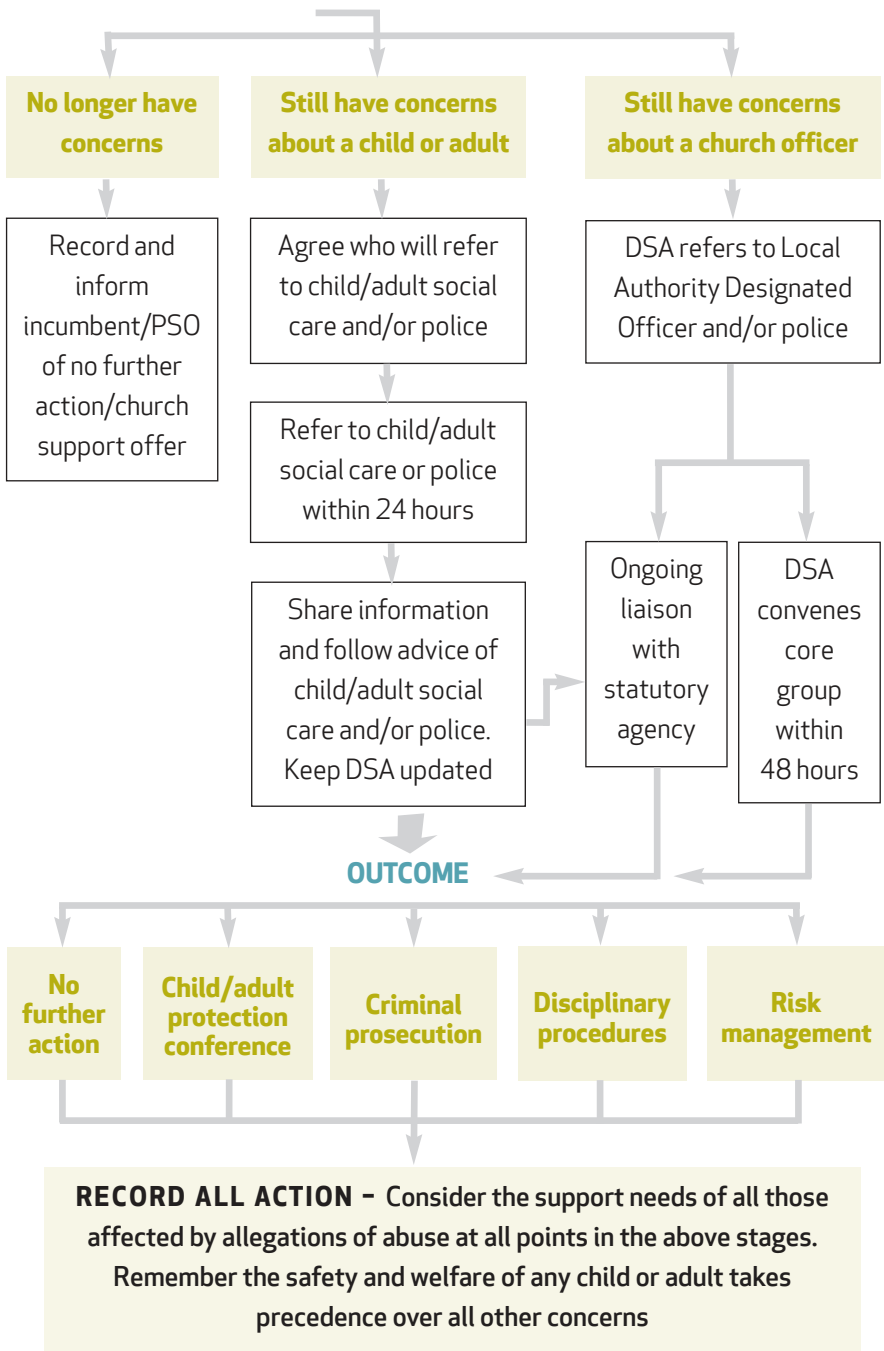 No longer have
concerns
Still have concerns
about a child or adult
Still have concerns
about a church officer
Record and
inform
incumbent/PSO
of no further
action/church
support offer
Agree who will refer
to child/adult social
care and/or police
DSA refers to Local
Authority Designated
Officer and/or police
Refer to child/adult
social care or police
within 24 hours
Share information
and follow advice of
child/adult social
care and/or police.
Keep DSA updated
Ongoing
liaison
with
statutory
agency
DSA
convenes
core
group
within
48 hours
OUTCOME
No
further
action
Child/adult
protection
conference
Criminal
prosecution
Disciplinary
procedures
Risk
management
RECORD ALL ACTION – Consider the support needs of all those
affected by allegations of abuse at all points in the above stages.
Remember the safety and welfare of any child or adult takes
precedence over all other concerns